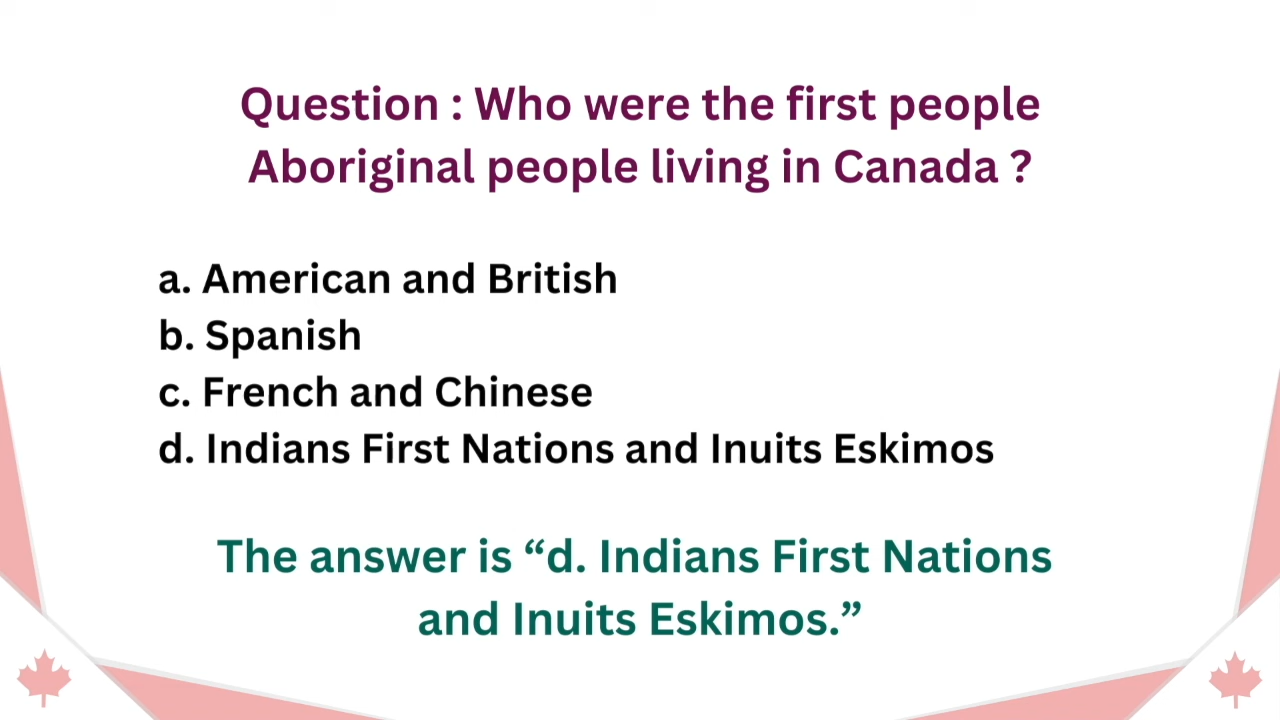 Question : Who were the first people
Aboriginal people living in Canada ?
a. American and British
b. Spanish
c. French and Chinese
d. Indians First Nations and Inuits Eskimos
The answer is “d. Indians First Nations
and Inuits Eskimos.”